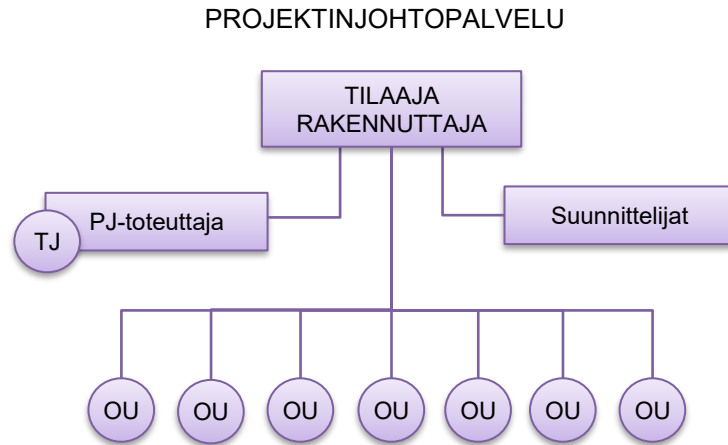 PROJEKTINJOHTOPALVELU
TILAAJA
RAKENNUTTAJA
PJ-toteuttaja
TJ
Suunnittelijat
OU
OU
OU
OU
OU
OU
OU